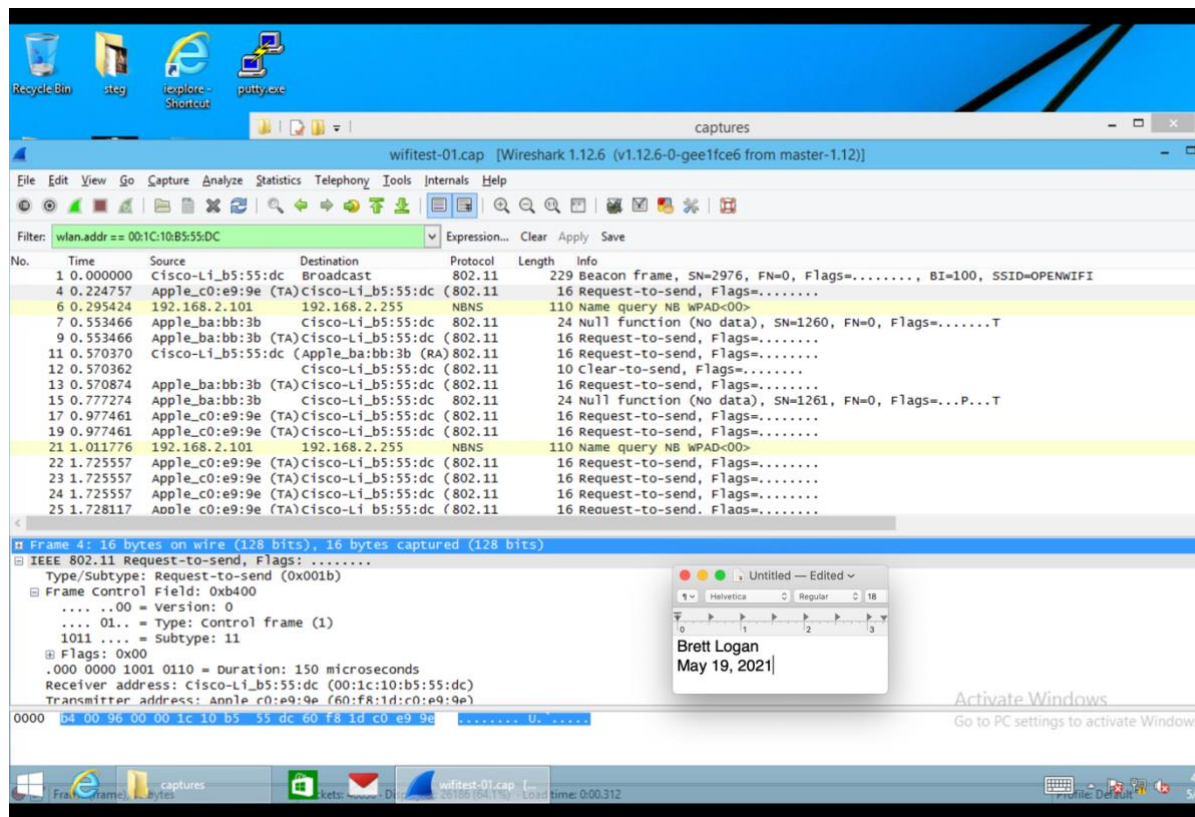 Recycle Bin
steg
iexplore - Shortcut
putty.exe
captures
wifitest-01.cap [Wireshark 1.12.6 (v1.12.6-0-gee1fce6 from master-1.12)]
File Edit View Go Capture Analyze Statistics Telephony Tools Internals Help
Filter: wlan.addr == 00:1C:10:B5:55:DC Expression... Clear Apply Save
No. Time Source Destination Protocol Length Info
1 0.000000 Cisco-Li_b5:55:dc Broadcast 802.11 229 Beacon frame, SN=2976, FN=0, Flags=........, BI=100, SSID=OPENWIFI
4 0.224757 Apple_c0:e9:9e (TA) Cisco-Li_b5:55:dc (802.11 16 Request-to-send, Flags=........
6 0.295424 192.168.2.101 192.168.2.255 NBNS 110 Name query NB WPAD<00>
7 0.553466 Apple_ba:bb:3b Cisco-Li_b5:55:dc 802.11 24 Null function (No data), SN=1260, FN=0, Flags=.......T
9 0.553466 Apple_c0:e9:9e (TA) Cisco-Li_b5:55:dc (802.11 16 Request-to-send, Flags=........
11 0.570370 Cisco-Li_b5:55:dc (Apple_ba:bb:3b (RA) 802.11 16 Request-to-send, Flags=........
12 0.570362 Cisco-Li_b5:55:dc (802.11 10 Clear-to-send, Flags=........
13 0.570874 Apple_ba:bb:3b (TA) Cisco-Li_b5:55:dc (802.11 16 Request-to-send, Flags=........
15 0.777274 Apple_ba:bb:3b Cisco-Li_b5:55:dc 802.11 24 Null function (No data), SN=1261, FN=0, Flags=...P...T
17 0.977461 Apple_c0:e9:9e (TA) Cisco-Li_b5:55:dc (802.11 16 Request-to-send, Flags=........
19 0.977461 Apple_c0:e9:9e (TA) Cisco-Li_b5:55:dc (802.11 16 Request-to-send, Flags=........
21 1.011776 192.168.2.101 192.168.2.255 NBNS 110 Name query NB WPAD<00>
22 1.725557 Apple_c0:e9:9e (TA) Cisco-Li_b5:55:dc (802.11 16 Request-to-send, Flags=........
23 1.725557 Apple_c0:e9:9e (TA) Cisco-Li_b5:55:dc (802.11 16 Request-to-send, Flags=........
24 1.725557 Apple_c0:e9:9e (TA) Cisco-Li_b5:55:dc (802.11 16 Request-to-send, Flags=........
25 1.728117 Apple_c0:e9:9e (TA) Cisco-Li_b5:55:dc (802.11 16 Request-to-send, Flags=........
Frame 4: 16 bytes on wire (128 bits), 16 bytes captured (128 bits)
IEEE 802.11 Request-to-send, Flags: ........
Type/Subtype: Request-to-send (0x001b)
Frame Control Field: 0xb400
.... ..00 = Version: 0
.... 01.. = Type: Control frame (1)
1011 .... = Subtype: 11
Flags: 0x00
.000 0000 1001 0110 = Duration: 150 microseconds
Receiver address: Cisco-Li_b5:55:dc (00:1c:10:b5:55:dc)
Transmitter address: Apple_c0:e9:9e (60:f8:1d:c0:e9:9e)
Untitled — Edited
Helvetica Regular 18
0 1 2 3
Brett Logan
May 19, 2021
0000 b4 00 96 00 00 1c 10 b5 55 dc 60 f8 1d c0 e9 9e ........ U.`.....
Activate Windows
Go to PC settings to activate Window
captures
wifitest-01.cap [
Load time: 0:00.312
Profile: Default